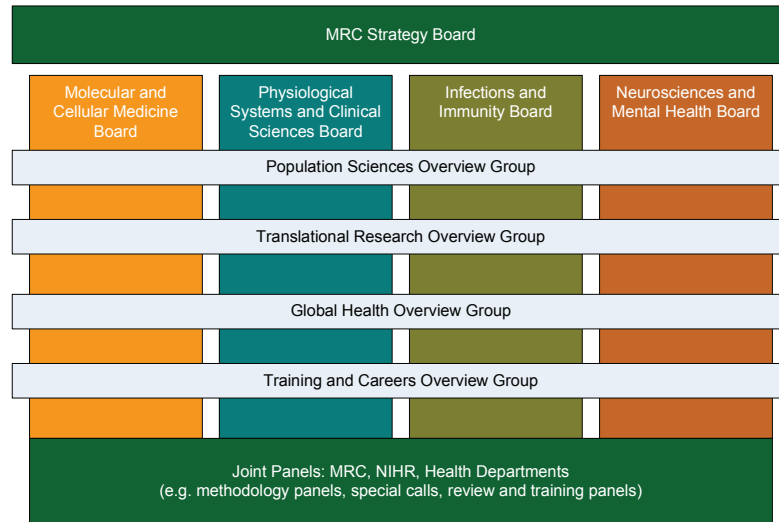 MRC Strategy Board
Molecular and
Cellular Medicine
Board
Physiological
Systems and Clinical
Sciences Board
Infections and
Immunity Board
Neurosciences and
Mental Health Board
Population Sciences Overview Group
Translational Research Overview Group
Global Health Overview Group
Training and Careers Overview Group
Joint Panels: MRC, NIHR, Health Departments
(e.g. methodology panels, special calls, review and training panels)